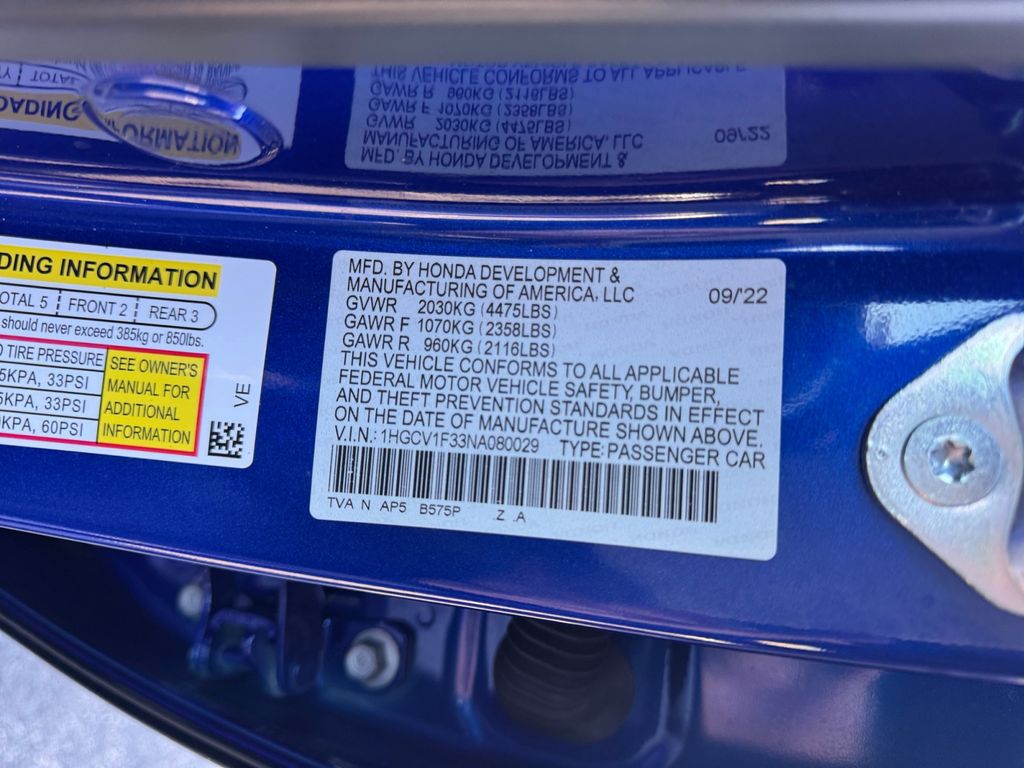 DING INFORMATION
OTAL 5 FRONT 2 REAR 3
should never exceed 385kg or 850lbs.
TIRE PRESSURE
5KPA, 33PSI
5KPA, 33PSI
KPA, 60PSI
SEE OWNER'S
MANUAL FOR
ADDITIONAL
INFORMATION
VE
MFD. BY HONDA DEVELOPMENT &
MANUFACTURING OF AMERICA, LLC 09/'22
GVWR 2030KG (4475LBS)
GAWR F 1070KG (2358LBS)
GAWR R 960KG (2116LBS)
THIS VEHICLE CONFORMS TO ALL APPLICABLE
FEDERAL MOTOR VEHICLE SAFETY, BUMPER,
AND THEFT PREVENTION STANDARDS IN EFFECT
ON THE DATE OF MANUFACTURE SHOWN ABOVE.
V.I.N.: 1HGCV1F33NA080029 TYPE: PASSENGER CAR
TVA N AP5 B575P .Z .A